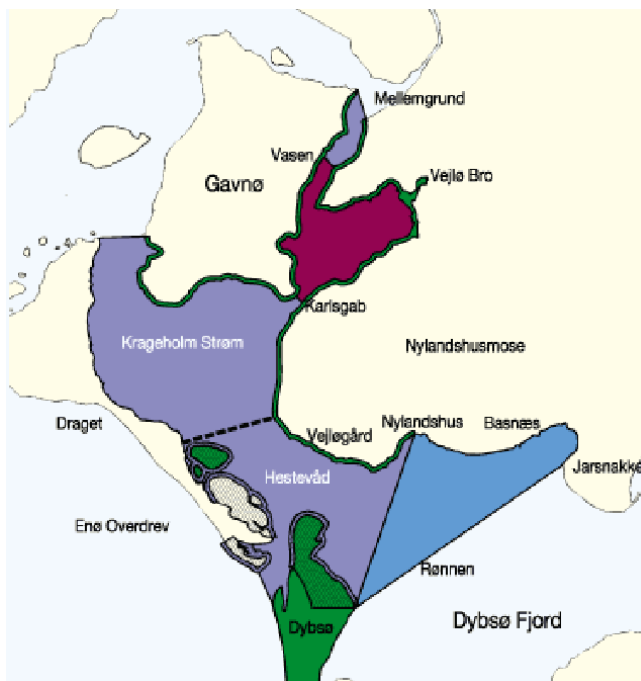 Mellemgrund
Vasen
Vejlø Bro
Gavnø
Karlsgab
Krageholm Strøm
Nylandshusmose
Draget
Nylandshus
Basnæs
Vejløgård
Jarsnakke
Hestevåd
Enø Overdrev
Rønnen
Dybsø
Dybsø Fjord